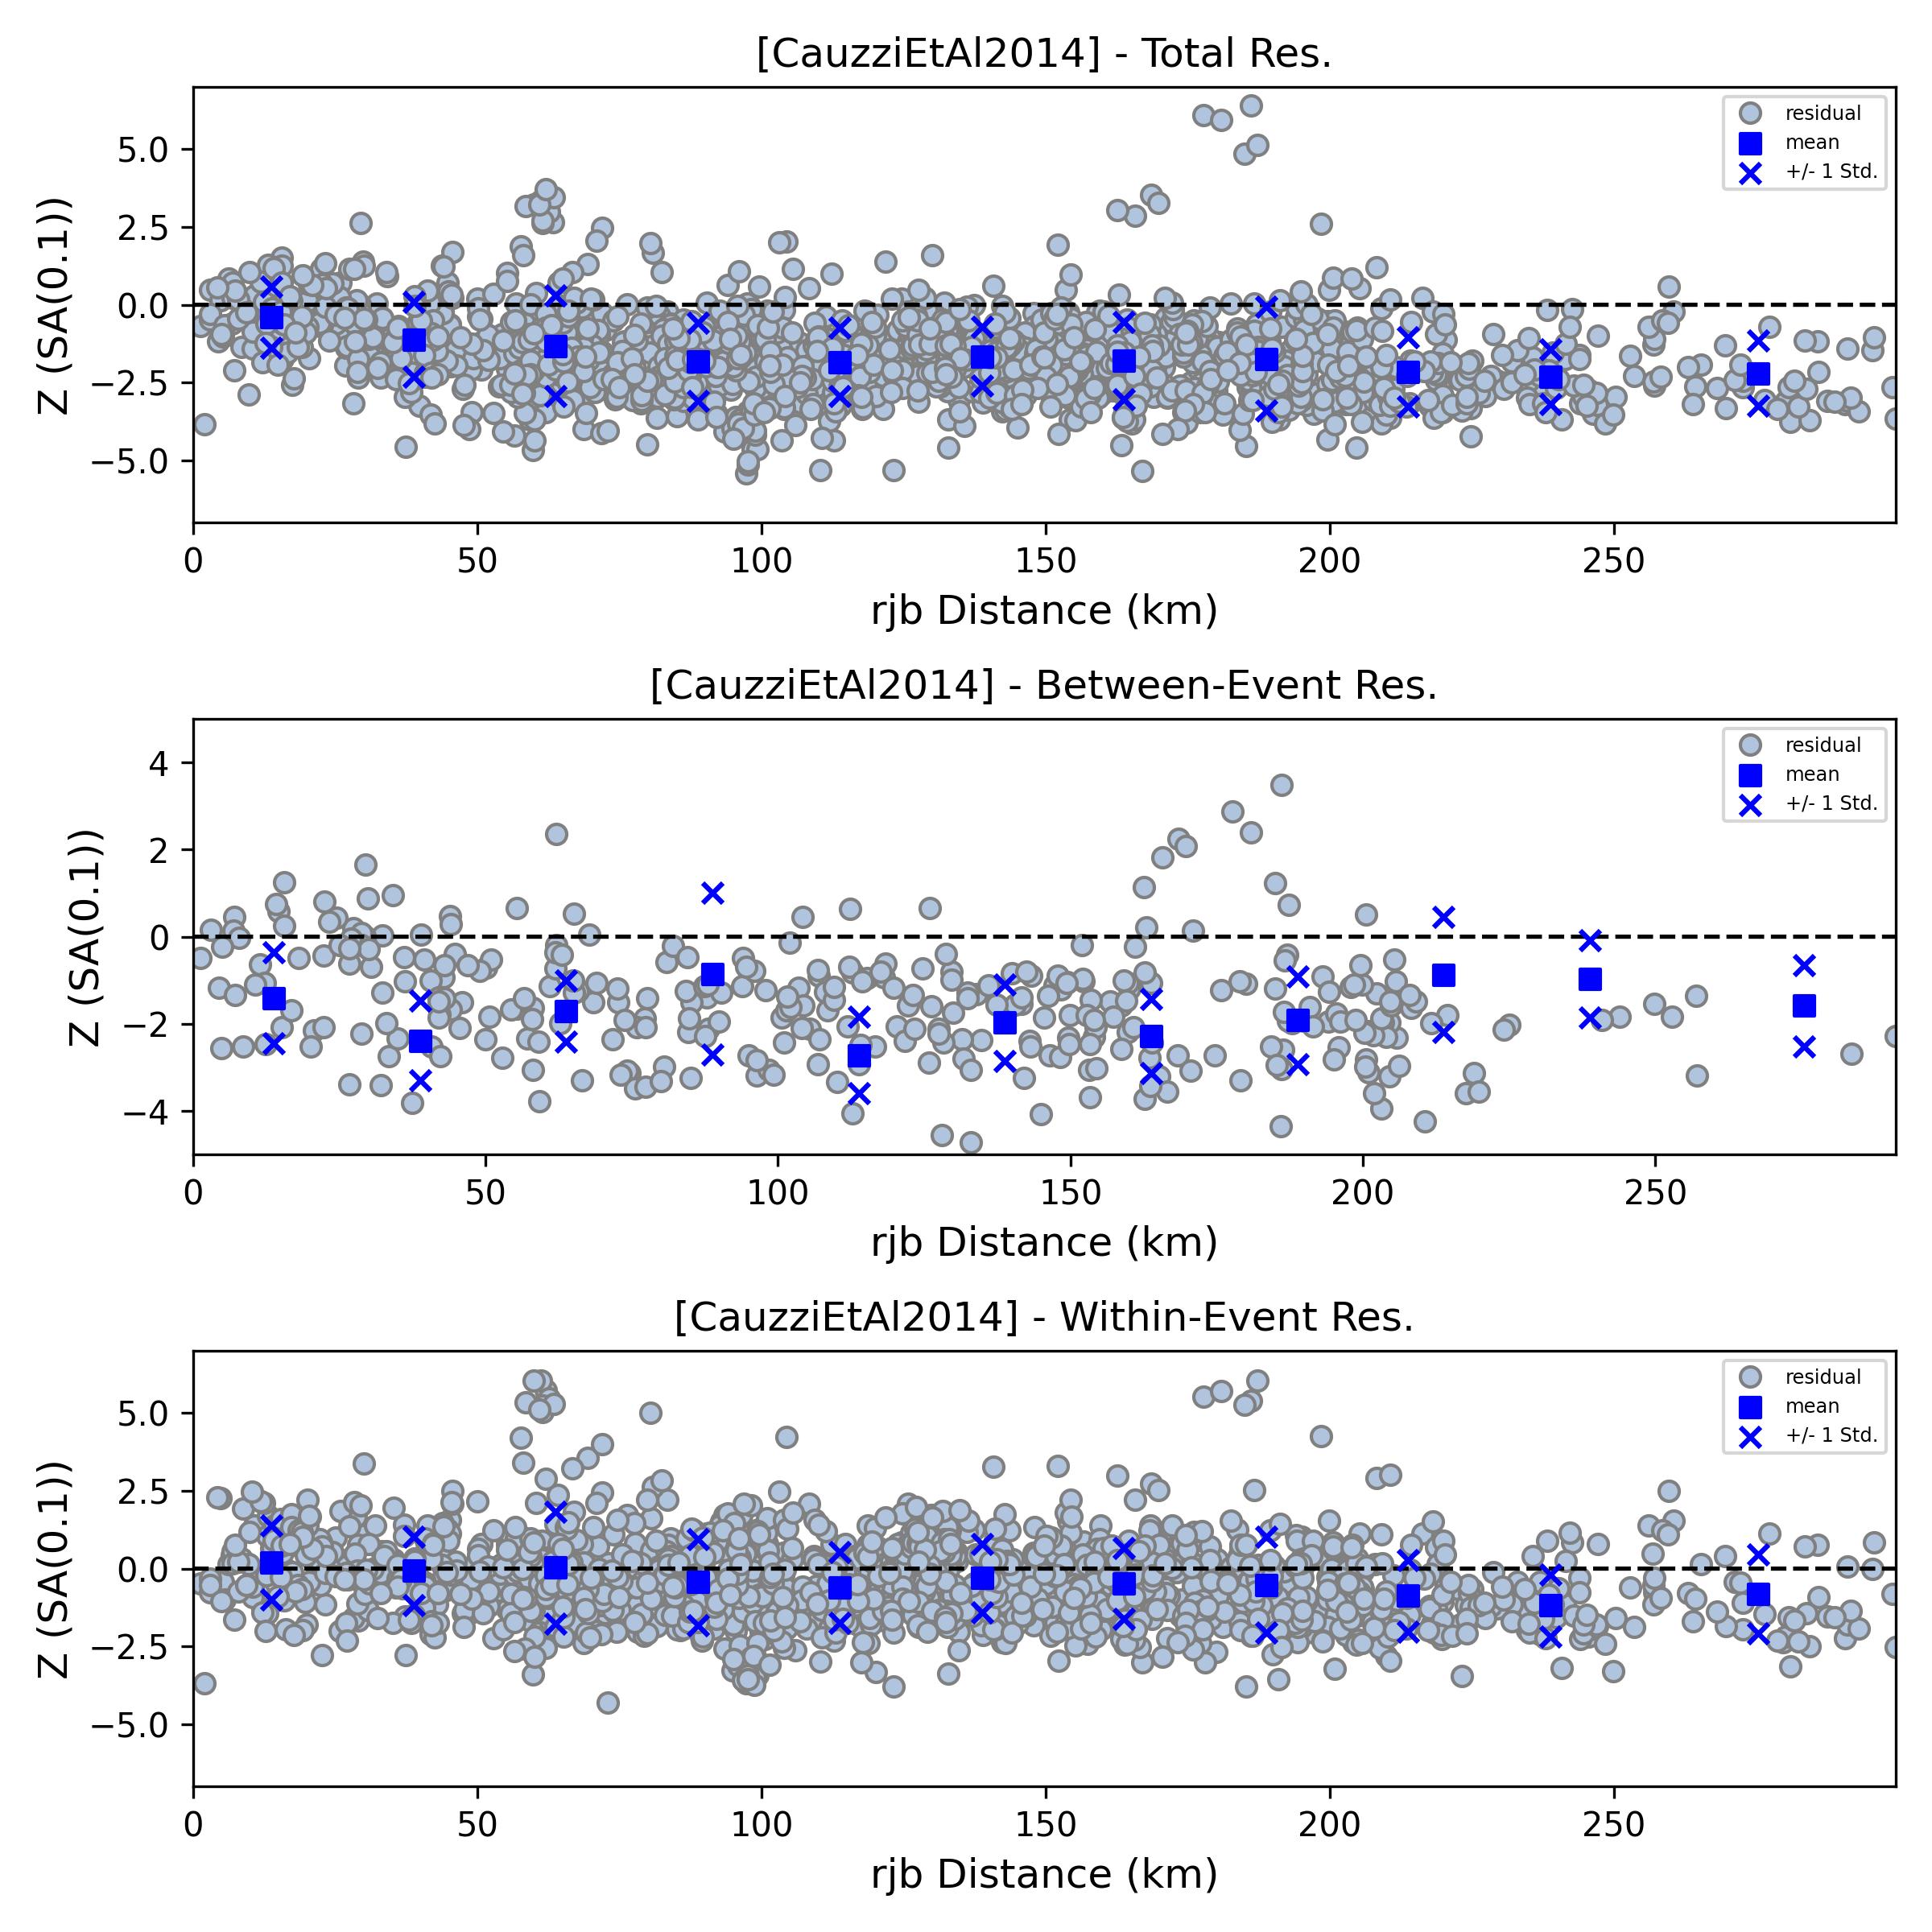 [CauzziEtAl2014] - Total Res.
Z (SA(0.1))
5.0
2.5
0.0
−2.5
−5.0
residual
mean
+/- 1 Std.
0 50 100 150 200 250
rjb Distance (km)
[CauzziEtAl2014] - Between-Event Res.
Z (SA(0.1))
4
2
0
−2
−4
residual
mean
+/- 1 Std.
0 50 100 150 200 250
rjb Distance (km)
[CauzziEtAl2014] - Within-Event Res.
Z (SA(0.1))
5.0
2.5
0.0
−2.5
−5.0
residual
mean
+/- 1 Std.
0 50 100 150 200 250
rjb Distance (km)